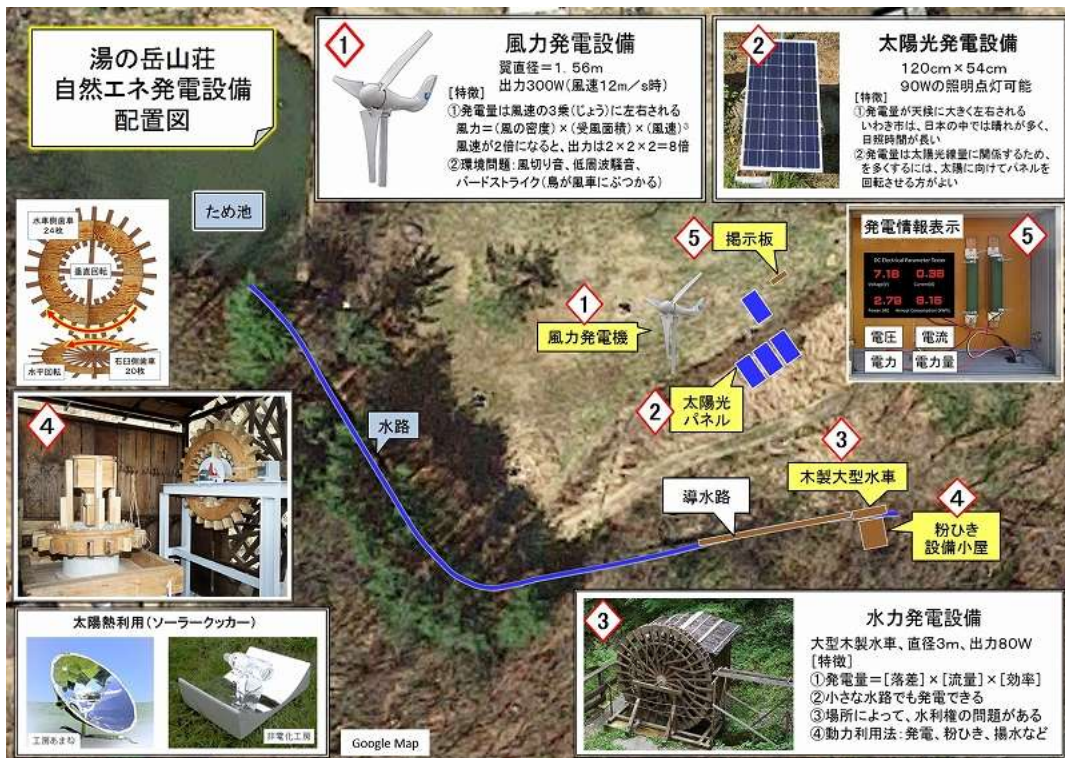 湯の岳山荘
自然エネ発電設備
配置図
1
風力発電設備
翼直径＝1.56m
出力300W(風速12m／s時)
[特徴]
①発電量は風速の3乗(じょう)に左右される
風力＝(風の密度)×(受風面積)×(風速)³
風速が2倍になると、出力は2×2×2＝8倍
②環境問題：風切り音、低周波騒音、
バードストライク(鳥が風車にぶつかる)
2
太陽光発電設備
120cm×54cm
90Wの照明点灯可能
[特徴]
①発電量が天候に大きく左右される
いわき市は、日本の中では晴れが多く、
日照時間が長い
②発電量は太陽光線量に関係するため、
を多くするには、太陽に向けてパネルを
回転させる方がよい
ため池
水車側歯車
24枚
垂直回転
石臼側歯車
20枚
水平回転
5
掲示板
1
風力発電機
2
太陽光
パネル
発電情報表示
5
DC Electrical Parameter Tester
7.18
0.38
Voltage(V)
Current(A)
2.79
8.15
Power (W)
Annual Consumption (KWh)
電圧
電流
電力
電力量
4
水路
3
木製大型水車
導水路
4
粉ひき
設備小屋
太陽熱利用(ソーラークッカー)
工房あまね
非電化工房
Google Map
3
水力発電設備
大型木製水車、直径3m、出力80W
[特徴]
①発電量＝[落差]×[流量]×[効率]
②小さな水路でも発電できる
③場所によって、水利権の問題がある
④動力利用法：発電、粉ひき、揚水など